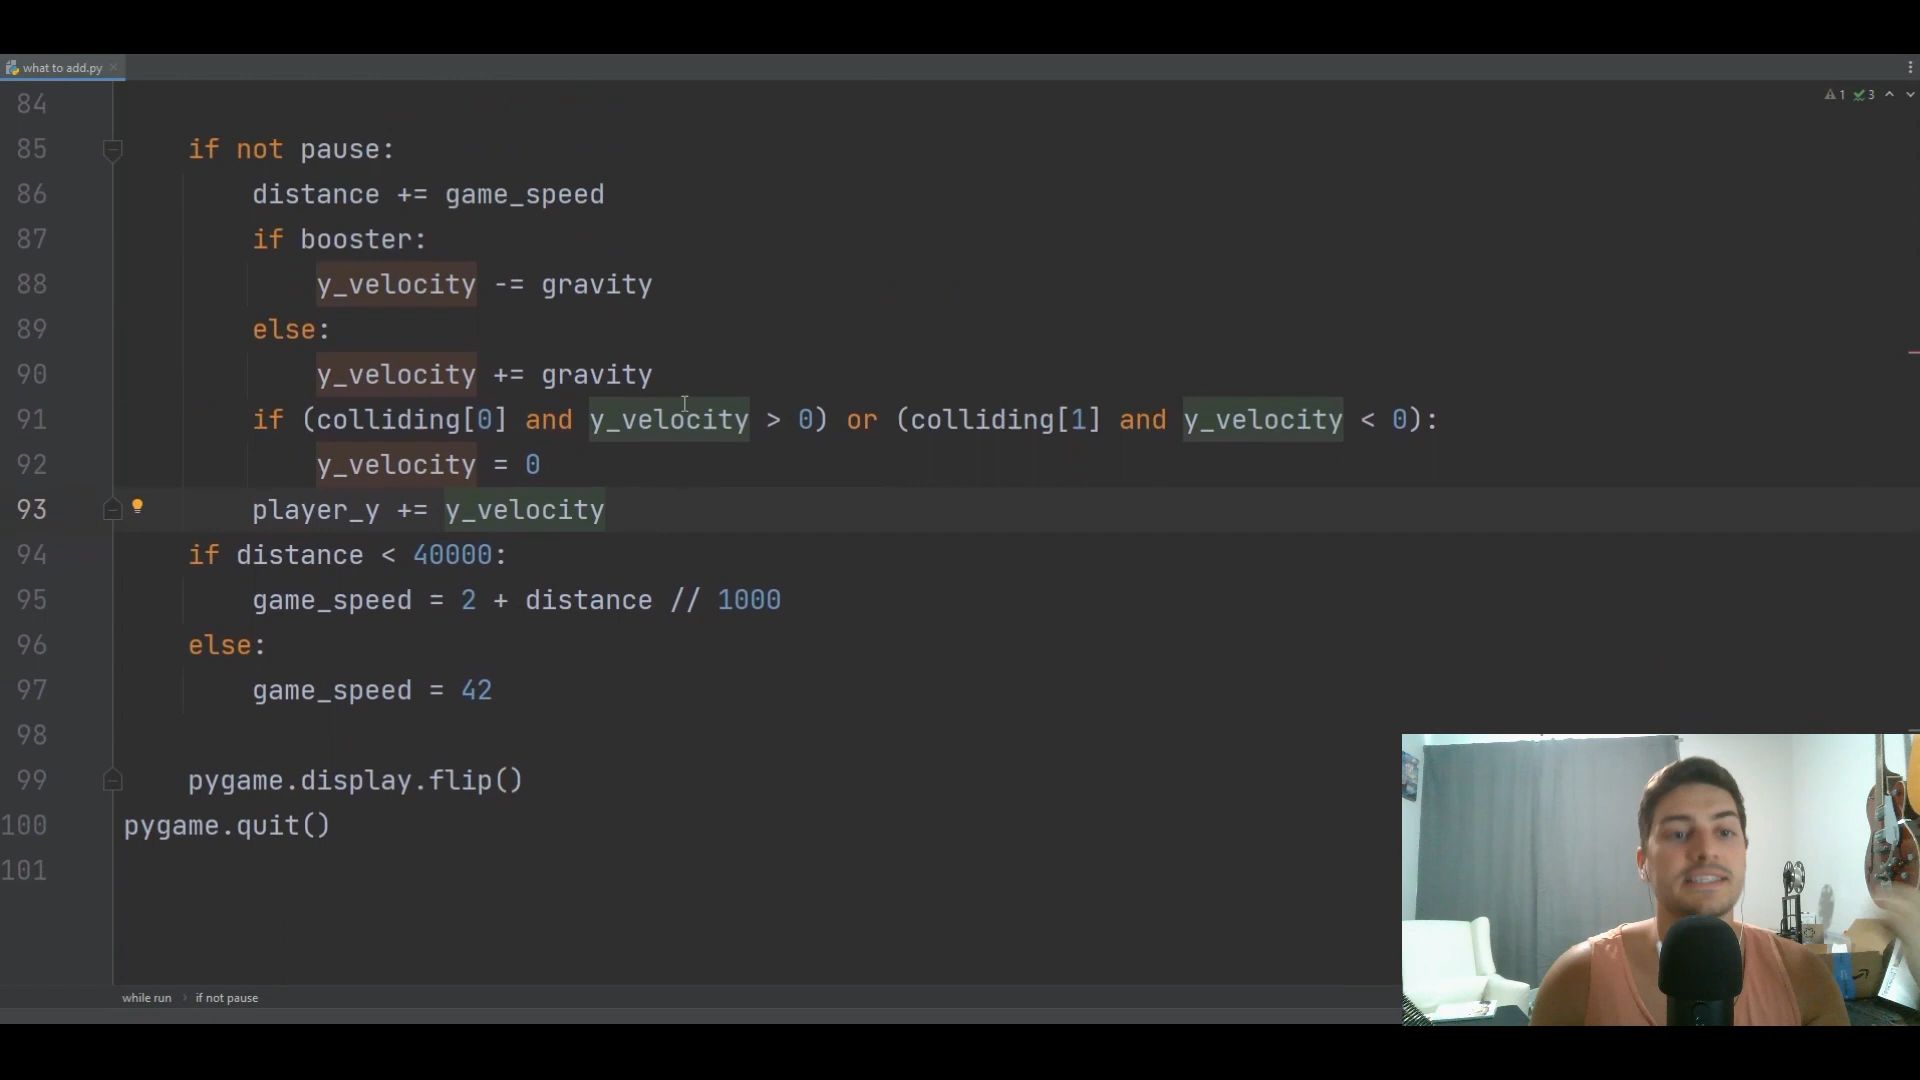 what to add.py
1 3
84
85 if not pause:
86 distance += game_speed
87 if booster:
88 y_velocity -= gravity
89 else:
90 y_velocity += gravity
91 if (colliding[0] and y_velocity > 0) or (colliding[1] and y_velocity < 0):
92 y_velocity = 0
93 player_y += y_velocity
94 if distance < 40000:
95 game_speed = 2 + distance // 1000
96 else:
97 game_speed = 42
98
99 pygame.display.flip()
100 pygame.quit()
101
while run › if not pause